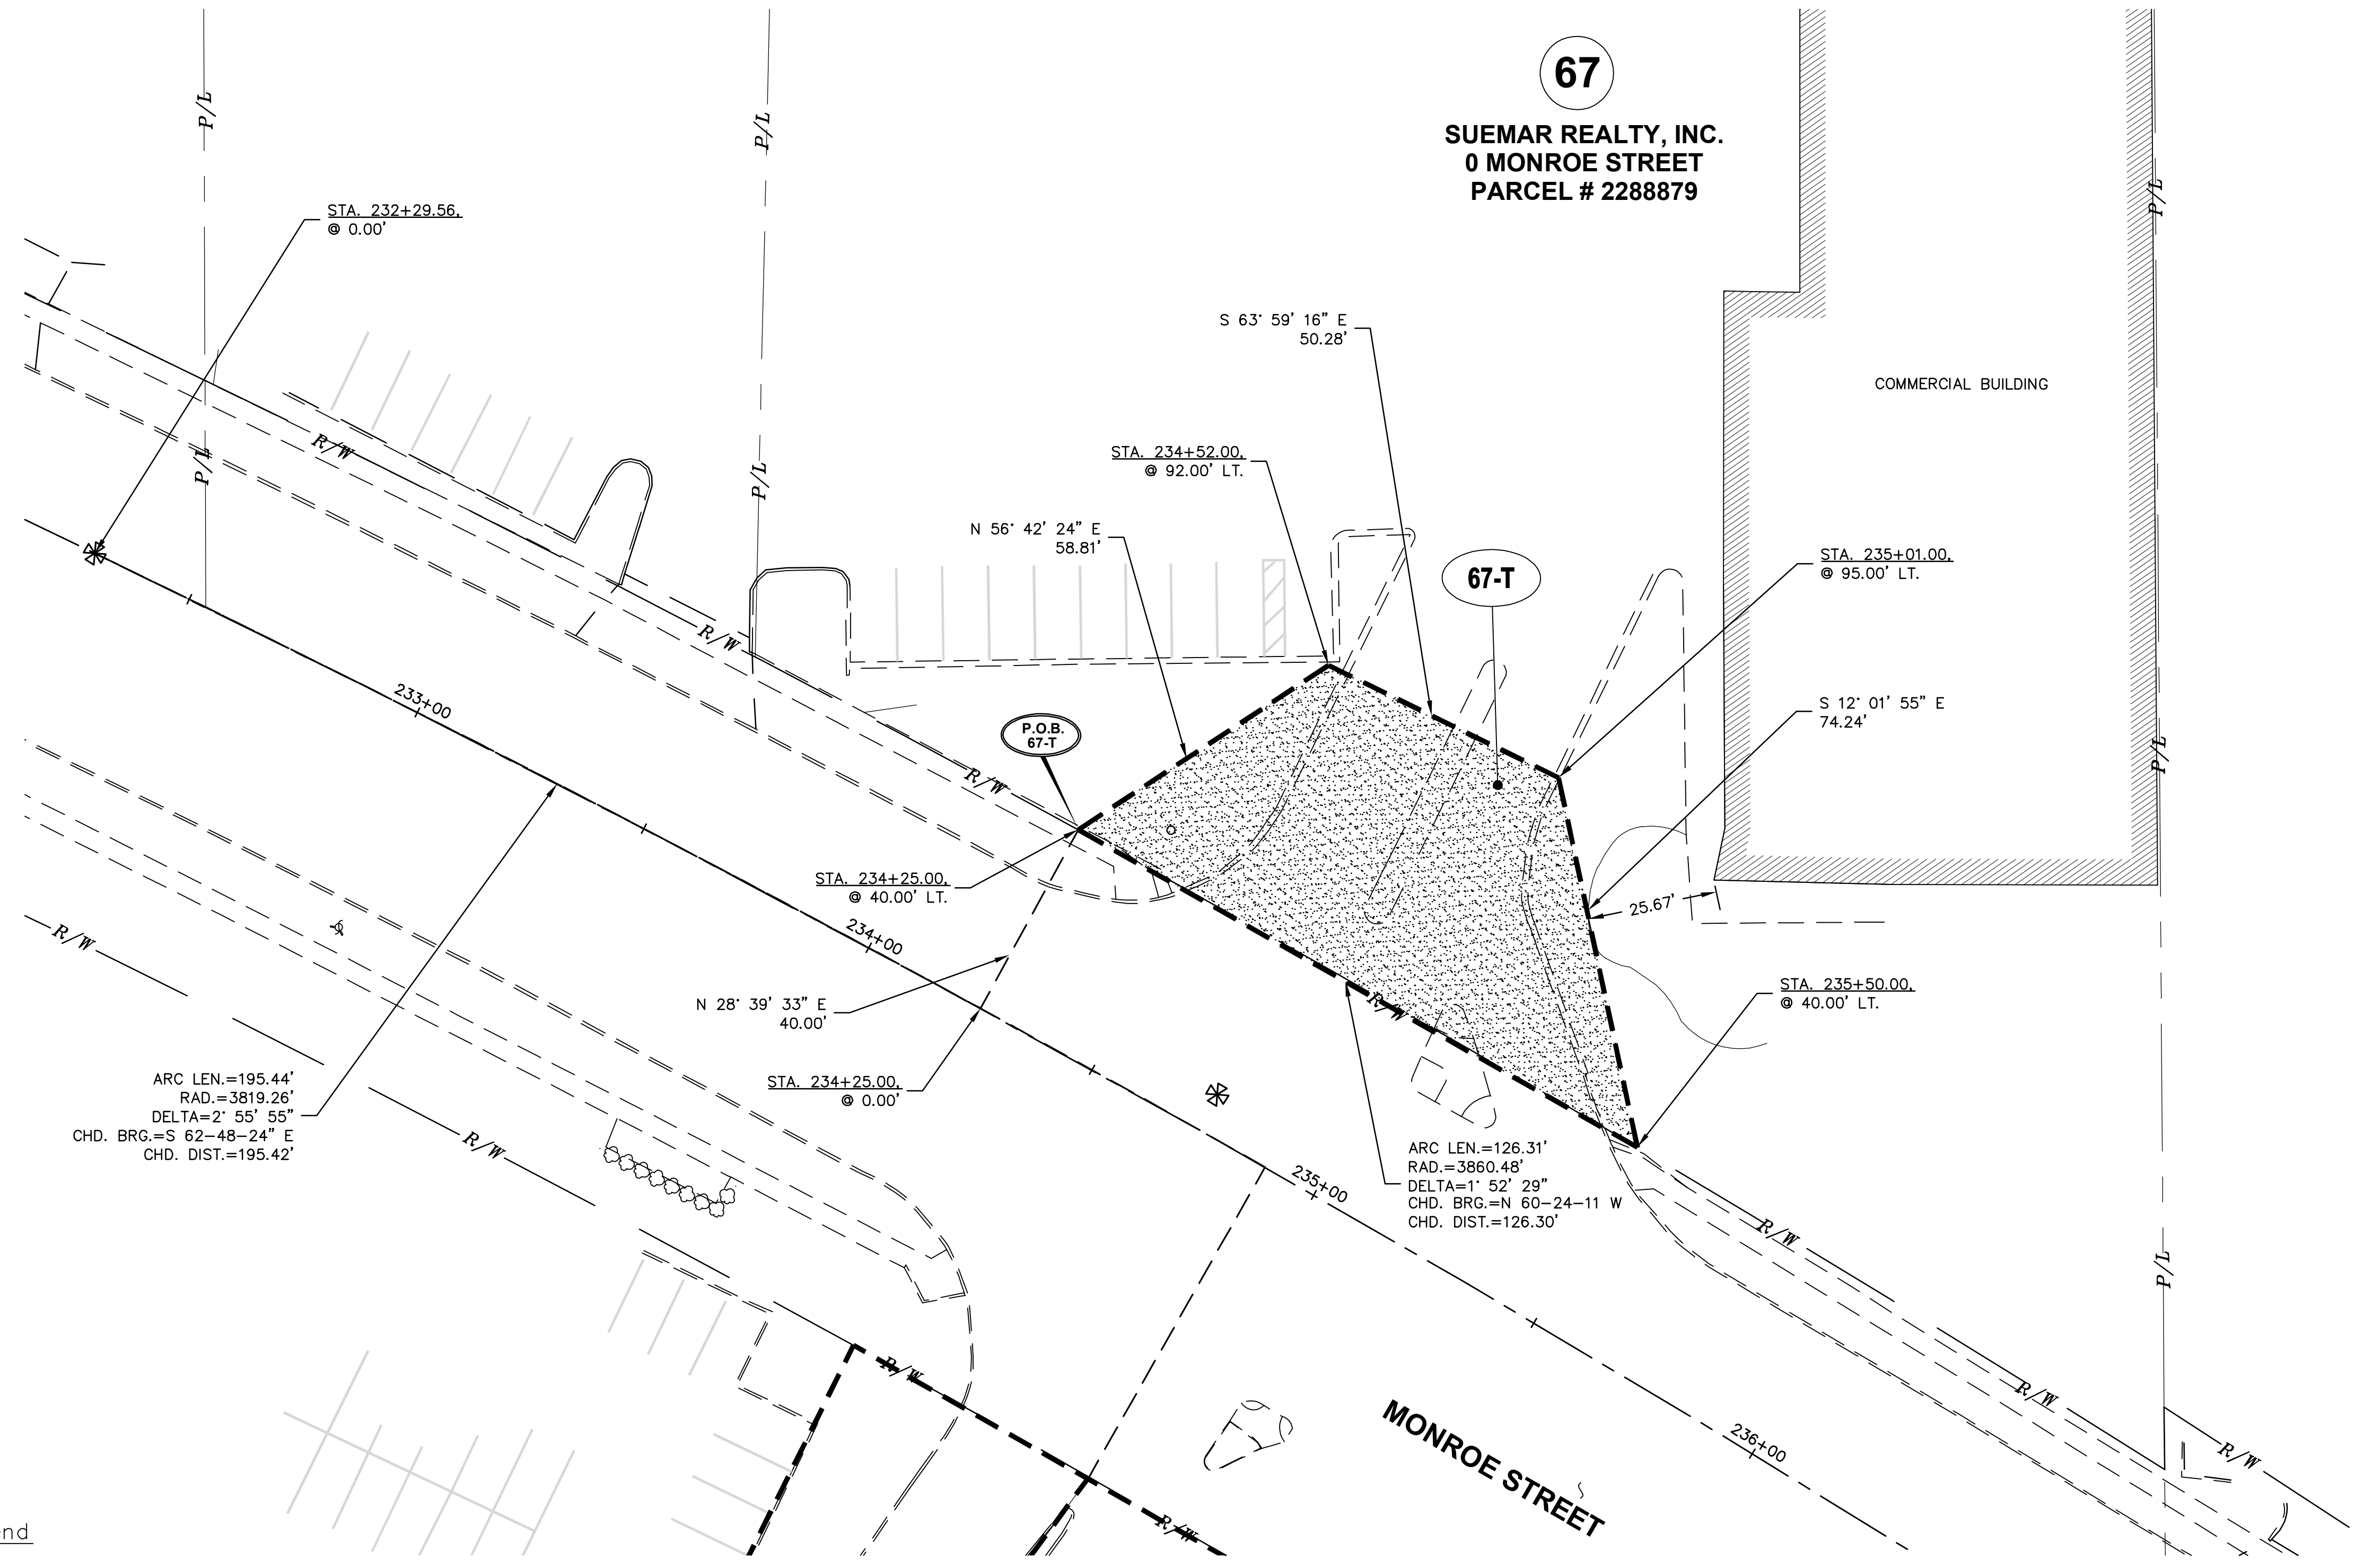 67
SUEMAR REALTY, INC.
0 MONROE STREET
PARCEL # 2288879
P/L
P/L
P/L
STA. 232+29.56,
@ 0.00'
S 63° 59' 16" E
50.28'
COMMERCIAL BUILDING
R/W
P/L
P/L
STA. 234+52.00,
@ 92.00' LT.
N 56° 42' 24" E
58.81'
67-T
STA. 235+01.00,
@ 95.00' LT.
R/W
233+00
S 12° 01' 55" E
74.24'
P.O.B.
67-T
P/L
R/W
STA. 234+25.00,
@ 40.00' LT.
25.67'
R/W
234+00
N 28° 39' 33" E
40.00'
R/W
STA. 235+50.00,
@ 40.00' LT.
STA. 234+25.00,
@ 0.00'
ARC LEN.=195.44'
RAD.=3819.26'
DELTA=2° 55' 55"
CHD. BRG.=S 62-48-24" E
CHD. DIST.=195.42'
R/W
ARC LEN.=126.31'
RAD.=3860.48'
DELTA=1° 52' 29"
CHD. BRG.=N 60-24-11 W
CHD. DIST.=126.30'
235+00
R/W
P/L
R/W
R/W
MONROE STREET
236+00
R/W
R/W
nd